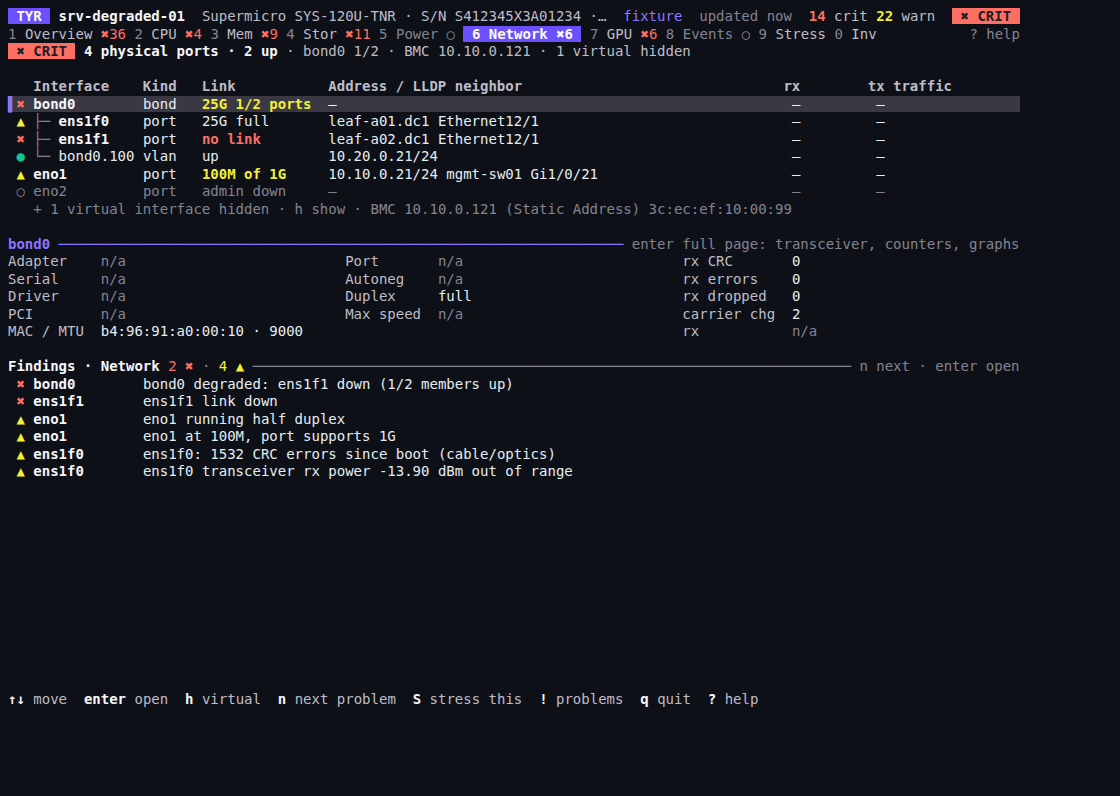 TYR srv-degraded-01 Supermicro SYS-120U-TNR · S/N S412345X3A01234 ·… fixture updated now 14 crit 22 warn ✖ CRIT
1 Overview ✖36 2 CPU ✖4 3 Mem ✖9 4 Stor ✖11 5 Power ○ 6 Network ✖6 7 GPU ✖6 8 Events ○ 9 Stress 0 Inv ? help
✖ CRIT 4 physical ports · 2 up · bond0 1/2 · BMC 10.10.0.121 · 1 virtual hidden
Interface Kind Link Address / LLDP neighbor rx tx traffic
✖ bond0 bond 25G 1/2 ports — — —
▲ ├─ ens1f0 port 25G full leaf-a01.dc1 Ethernet12/1 — —
✖ ├─ ens1f1 port no link leaf-a02.dc1 Ethernet12/1 — —
● └─ bond0.100 vlan up 10.20.0.21/24 — —
▲ eno1 port 100M of 1G 10.10.0.21/24 mgmt-sw01 Gi1/0/21 — —
○ eno2 port admin down — — —
+ 1 virtual interface hidden · h show · BMC 10.10.0.121 (Static Address) 3c:ec:ef:10:00:99
bond0 enter full page: transceiver, counters, graphs
Adapter n/a Port n/a rx CRC 0
Serial n/a Autoneg n/a rx errors 0
Driver n/a Duplex full rx dropped 0
PCI n/a Max speed n/a carrier chg 2
MAC / MTU b4:96:91:a0:00:10 · 9000 rx n/a
Findings · Network 2 ✖ · 4 ▲ n next · enter open
✖ bond0 bond0 degraded: ens1f1 down (1/2 members up)
✖ ens1f1 ens1f1 link down
▲ eno1 eno1 running half duplex
▲ eno1 eno1 at 100M, port supports 1G
▲ ens1f0 ens1f0: 1532 CRC errors since boot (cable/optics)
▲ ens1f0 ens1f0 transceiver rx power -13.90 dBm out of range
↑↓ move enter open h virtual n next problem S stress this ! problems q quit ? help